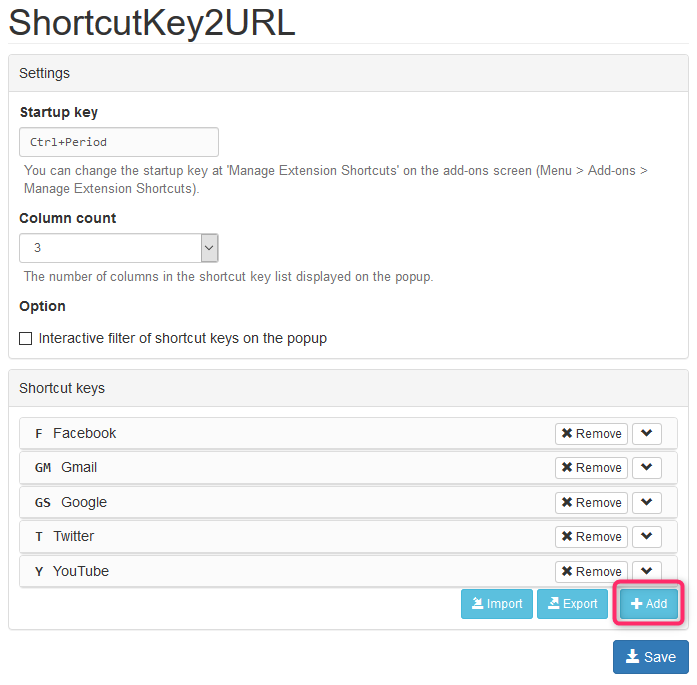 ShortcutKey2URL
Settings
Startup key
Ctrl+Period
You can change the startup key at 'Manage Extension Shortcuts' on the add-ons screen (Menu > Add-ons >
Manage Extension Shortcuts).
Column count
3
The number of columns in the shortcut key list displayed on the popup.
Option
Interactive filter of shortcut keys on the popup
Shortcut keys
F Facebook Remove
GM Gmail Remove
GS Google Remove
T Twitter Remove
Y YouTube Remove
Import Export Add
Save